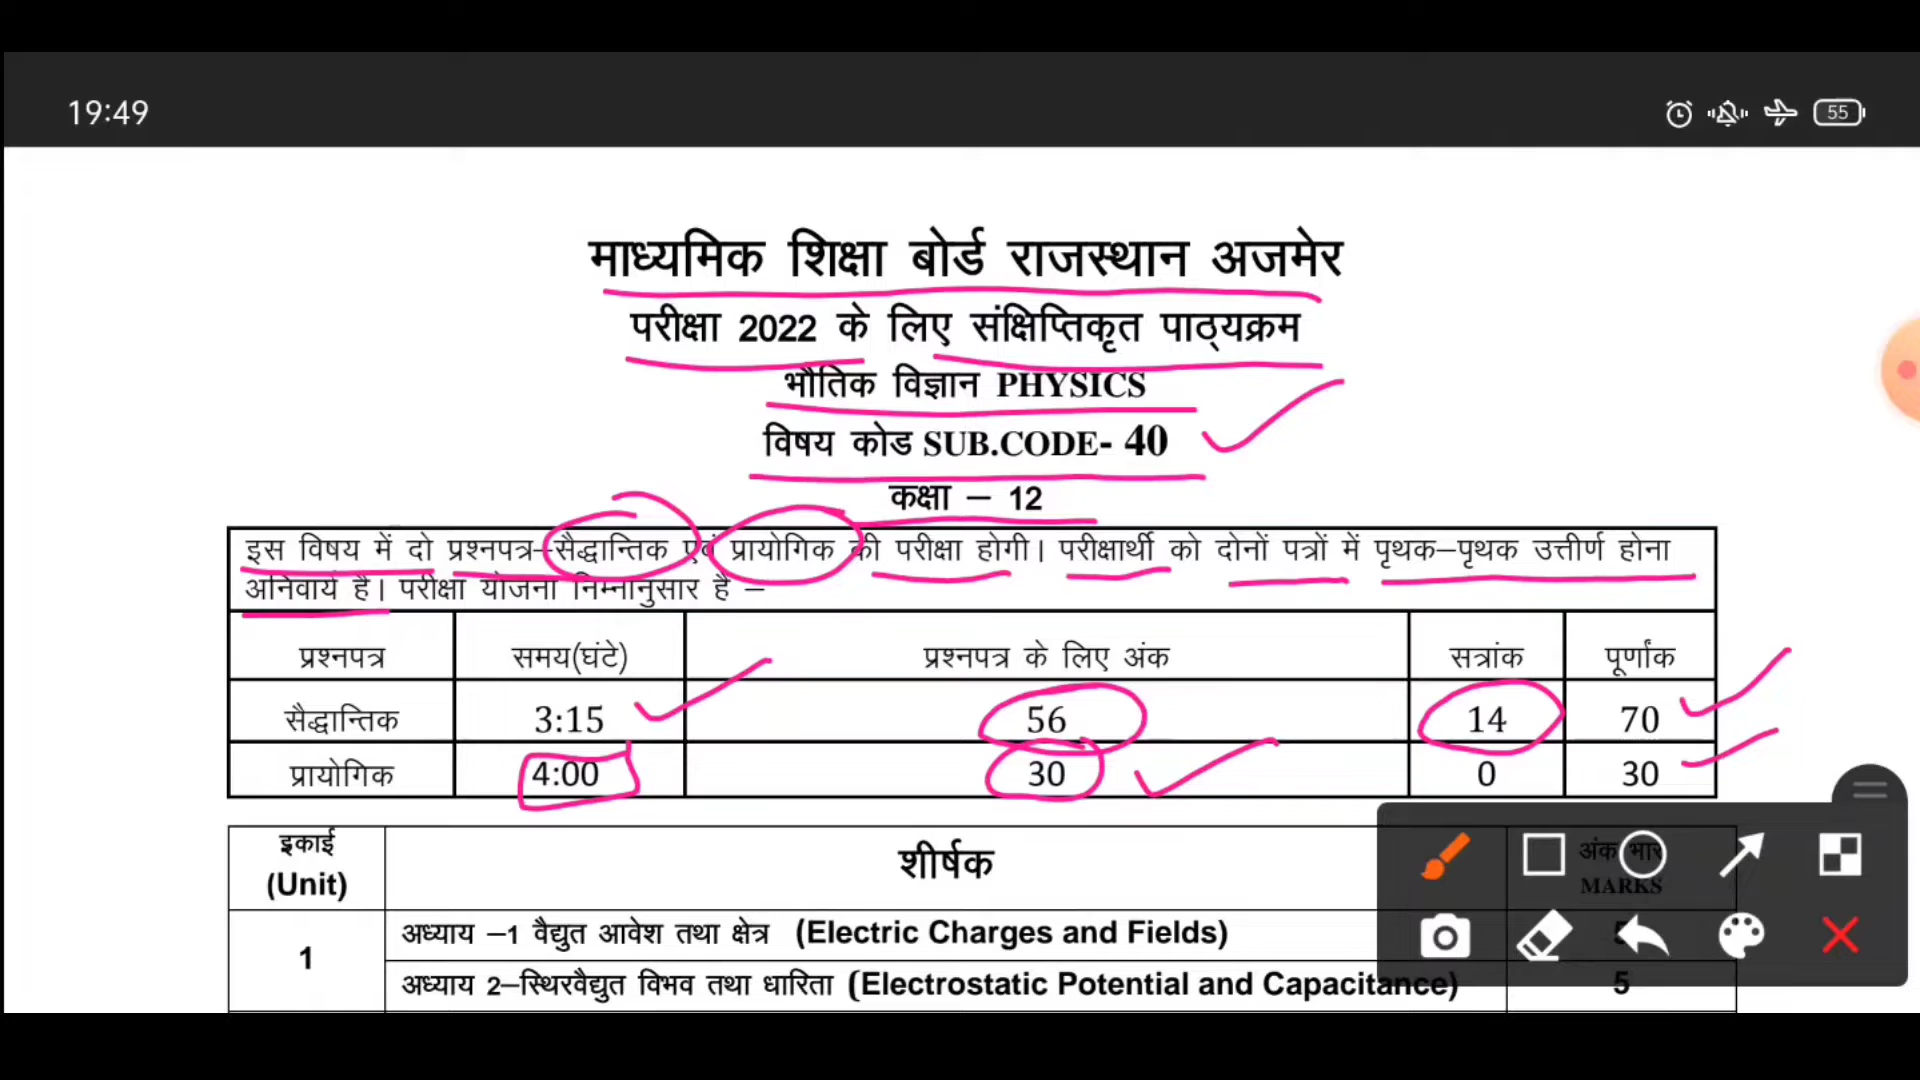 19:49
55
माध्यमिक शिक्षा बोर्ड राजस्थान अजमेर
परीक्षा 2022 के लिए संक्षिप्तिकृत पाठ्यक्रम
भौतिक विज्ञान PHYSICS
विषय कोड SUB.CODE- 40
कक्षा – 12
इस विषय में दो प्रश्नपत्र–सैद्धान्तिक एवं प्रायोगिक की परीक्षा होगी। परीक्षार्थी को दोनों पत्रों में पृथक–पृथक उत्तीर्ण होना
अनिवार्य है। परीक्षा योजना निम्नानुसार है –
प्रश्नपत्र समय(घंटे) प्रश्नपत्र के लिए अंक सत्रांक पूर्णांक
सैद्धान्तिक 3:15 56 14 70
प्रायोगिक 4:00 30 0 30
इकाई (Unit) शीर्षक अंक भार MARKS
1 अध्याय –1 वैद्युत आवेश तथा क्षेत्र (Electric Charges and Fields)
अध्याय 2–स्थिरवैद्युत विभव तथा धारिता (Electrostatic Potential and Capacitance) 5